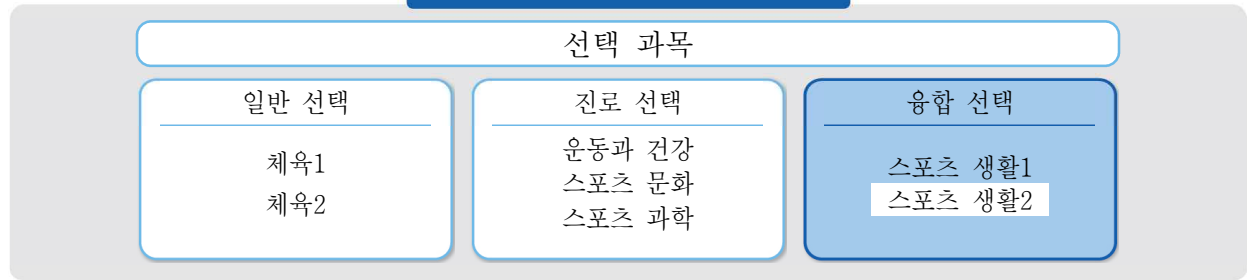 선택 과목
일반 선택
체육1
체육2
진로 선택
운동과 건강
스포츠 문화
스포츠 과학
융합 선택
스포츠 생활1
스포츠 생활2